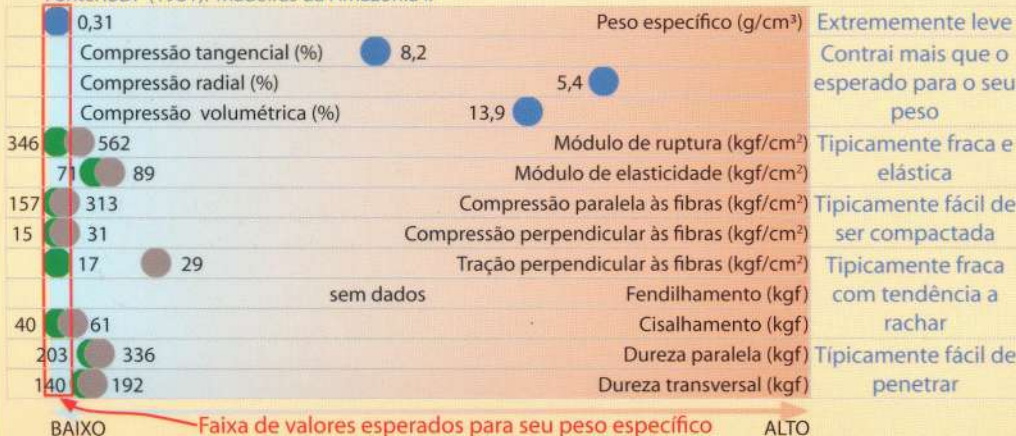 0,31 Peso específico (g/cm³) Extrememente leve
Compressão tangencial (%) 8,2 Contrai mais que o
Compressão radial (%) 5,4 esperado para o seu
Compressão volumétrica (%) 13,9 peso
346 562 Módulo de ruptura (kgf/cm²) Tipicamente fraca e
71 89 Módulo de elasticidade (kgf/cm²) elástica
157 313 Compressão paralela às fibras (kgf/cm²) Tipicamente fácil de
15 31 Compressão perpendicular às fibras (kgf/cm²) ser compactada
17 29 Tração perpendicular às fibras (kgf/cm²) Tipicamente fraca
sem dados Fendilhamento (kgf) com tendência a
40 61 Cisalhamento (kgf) rachar
203 336 Dureza paralela (kgf) Típicamente fácil de
140 192 Dureza transversal (kgf) penetrar
BAIXO Faixa de valores esperados para seu peso específico ALTO